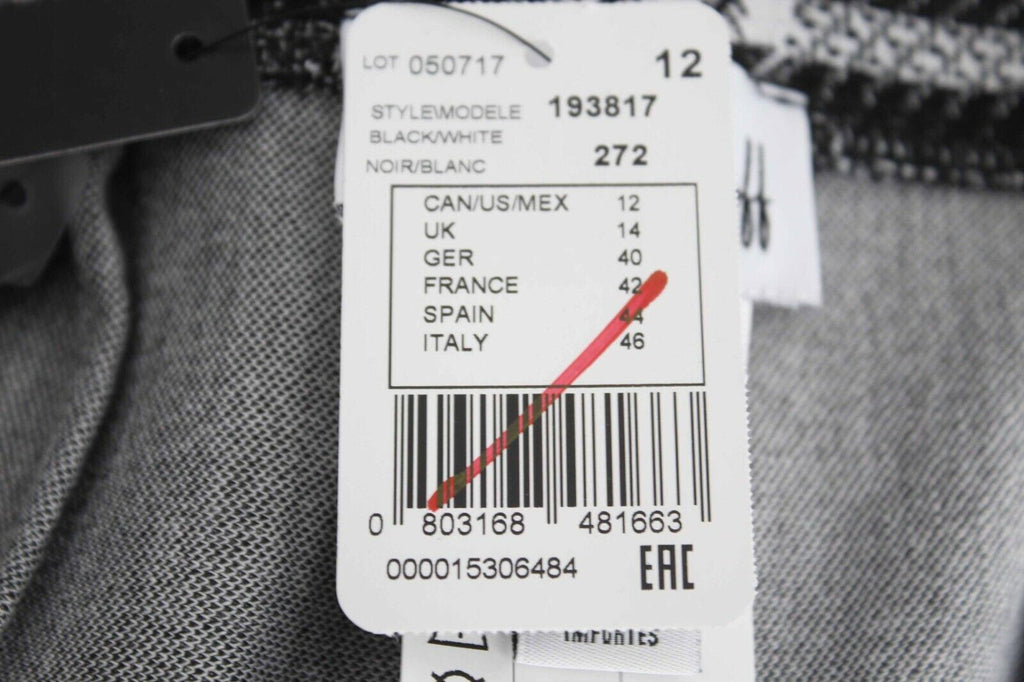 LOT 050717 12
STYLE\MODELE 193817
BLACK/WHITE
NOIR/BLANC 272
CAN/US/MEX 12
UK 14
GER 40
FRANCE 42
SPAIN 44
ITALY 46
0 803168 481663
000015306484 EAC
IMPORTES